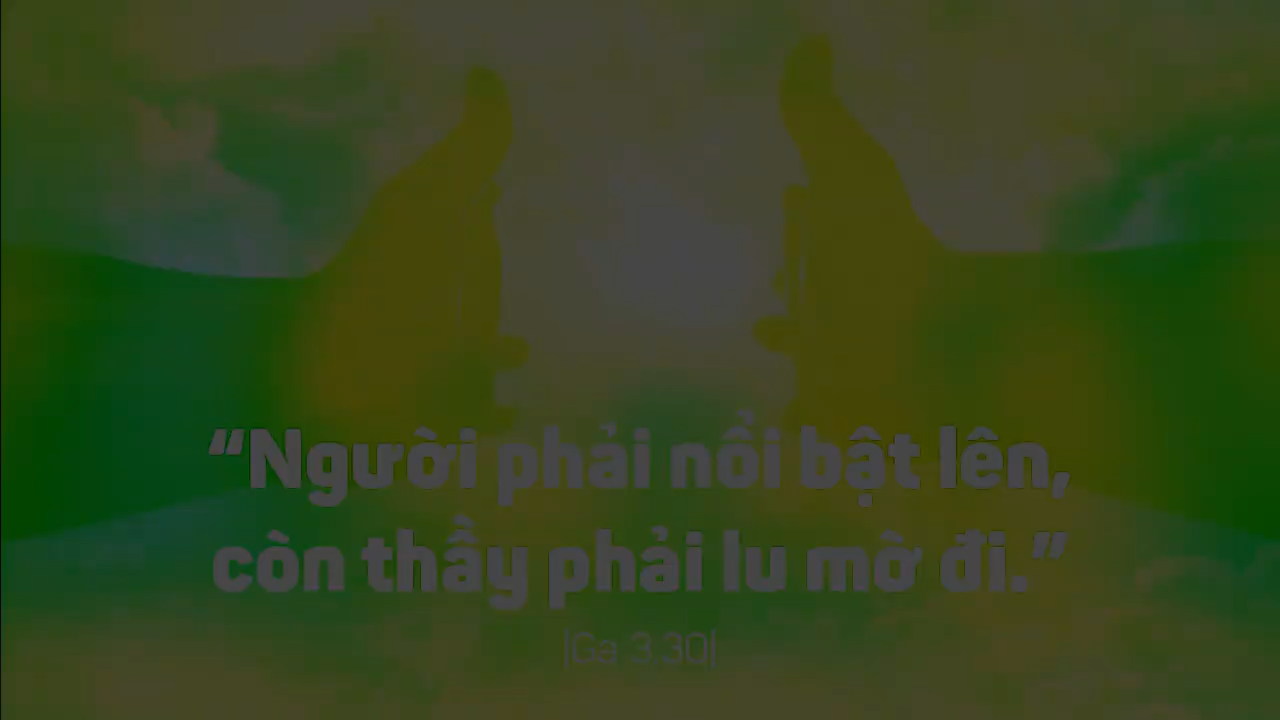 “Người phải nổi bật lên,
còn thầy phải lu mờ đi.”
|Ga 3,30|